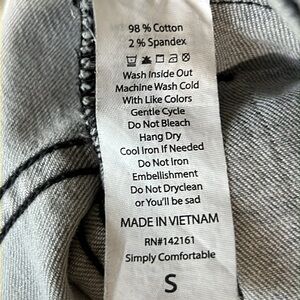 98 % Cotton
2 % Spandex
Wash Inside Out
Machine Wash Cold
With Like Colors
Gentle Cycle
Do Not Bleach
Hang Dry
Cool Iron If Needed
Do Not Iron
Embellishment
Do Not Dryclean
or You'll be sad
MADE IN VIETNAM
RN#142161
Simply Comfortable
S